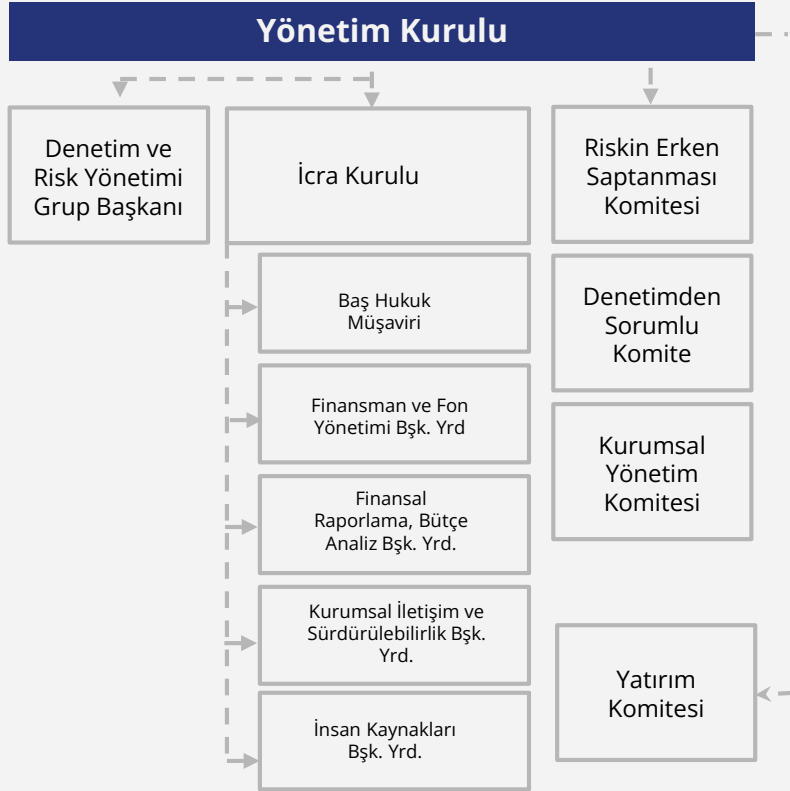 Yönetim Kurulu
Denetim ve
Risk Yönetimi
Grup Başkanı
İcra Kurulu
Baş Hukuk
Müşaviri
Finansman ve Fon
Yönetimi Bşk. Yrd
Finansal
Raporlama, Bütçe
Analiz Bşk. Yrd.
Kurumsal İletişim ve
Sürdürülebilirlik Bşk.
Yrd.
İnsan Kaynakları
Bşk. Yrd.
Riskin Erken
Saptanması
Komitesi
Denetimden
Sorumlu
Komite
Kurumsal
Yönetim
Komitesi
Yatırım
Komitesi